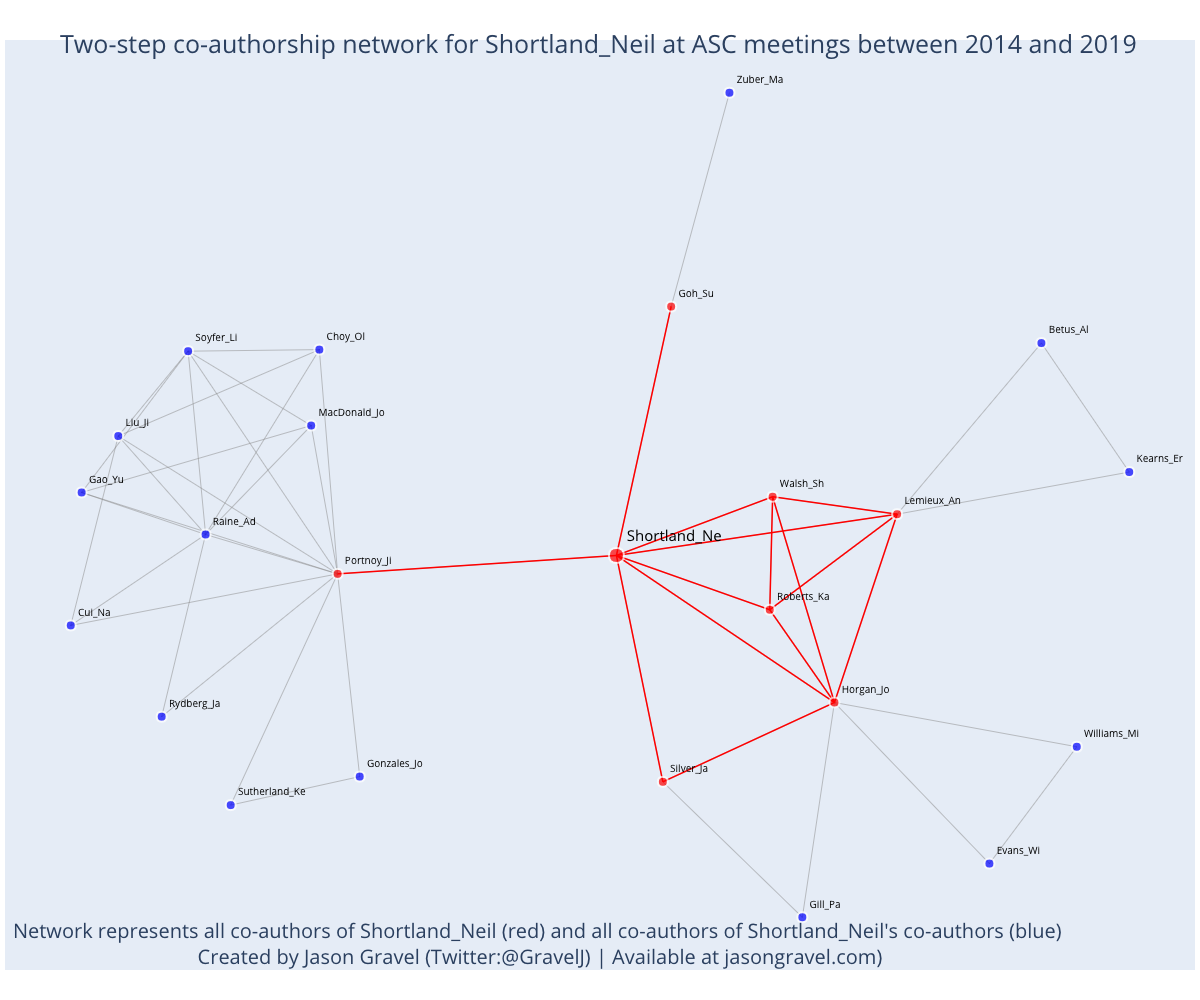 Two-step co-authorship network for Shortland_Neil at ASC meetings between 2014 and 2019
Zuber_Ma
Goh_Su
Betus_Al
Soyfer_Li
Choy_Ol
MacDonald_Jo
Liu_Ji
Kearns_Er
Gao_Yu
Walsh_Sh
Lemieux_An
Raine_Ad
Shortland_Ne
Portnoy_Ji
Roberts_Ka
Cui_Na
Horgan_Jo
Rydberg_Ja
Williams_Mi
Gonzales_Jo
Silver_Ja
Sutherland_Ke
Evans_Wi
Gill_Pa
Network represents all co-authors of Shortland_Neil (red) and all co-authors of Shortland_Neil's co-authors (blue)
Created by Jason Gravel (Twitter:@GravelJ) | Available at jasongravel.com)